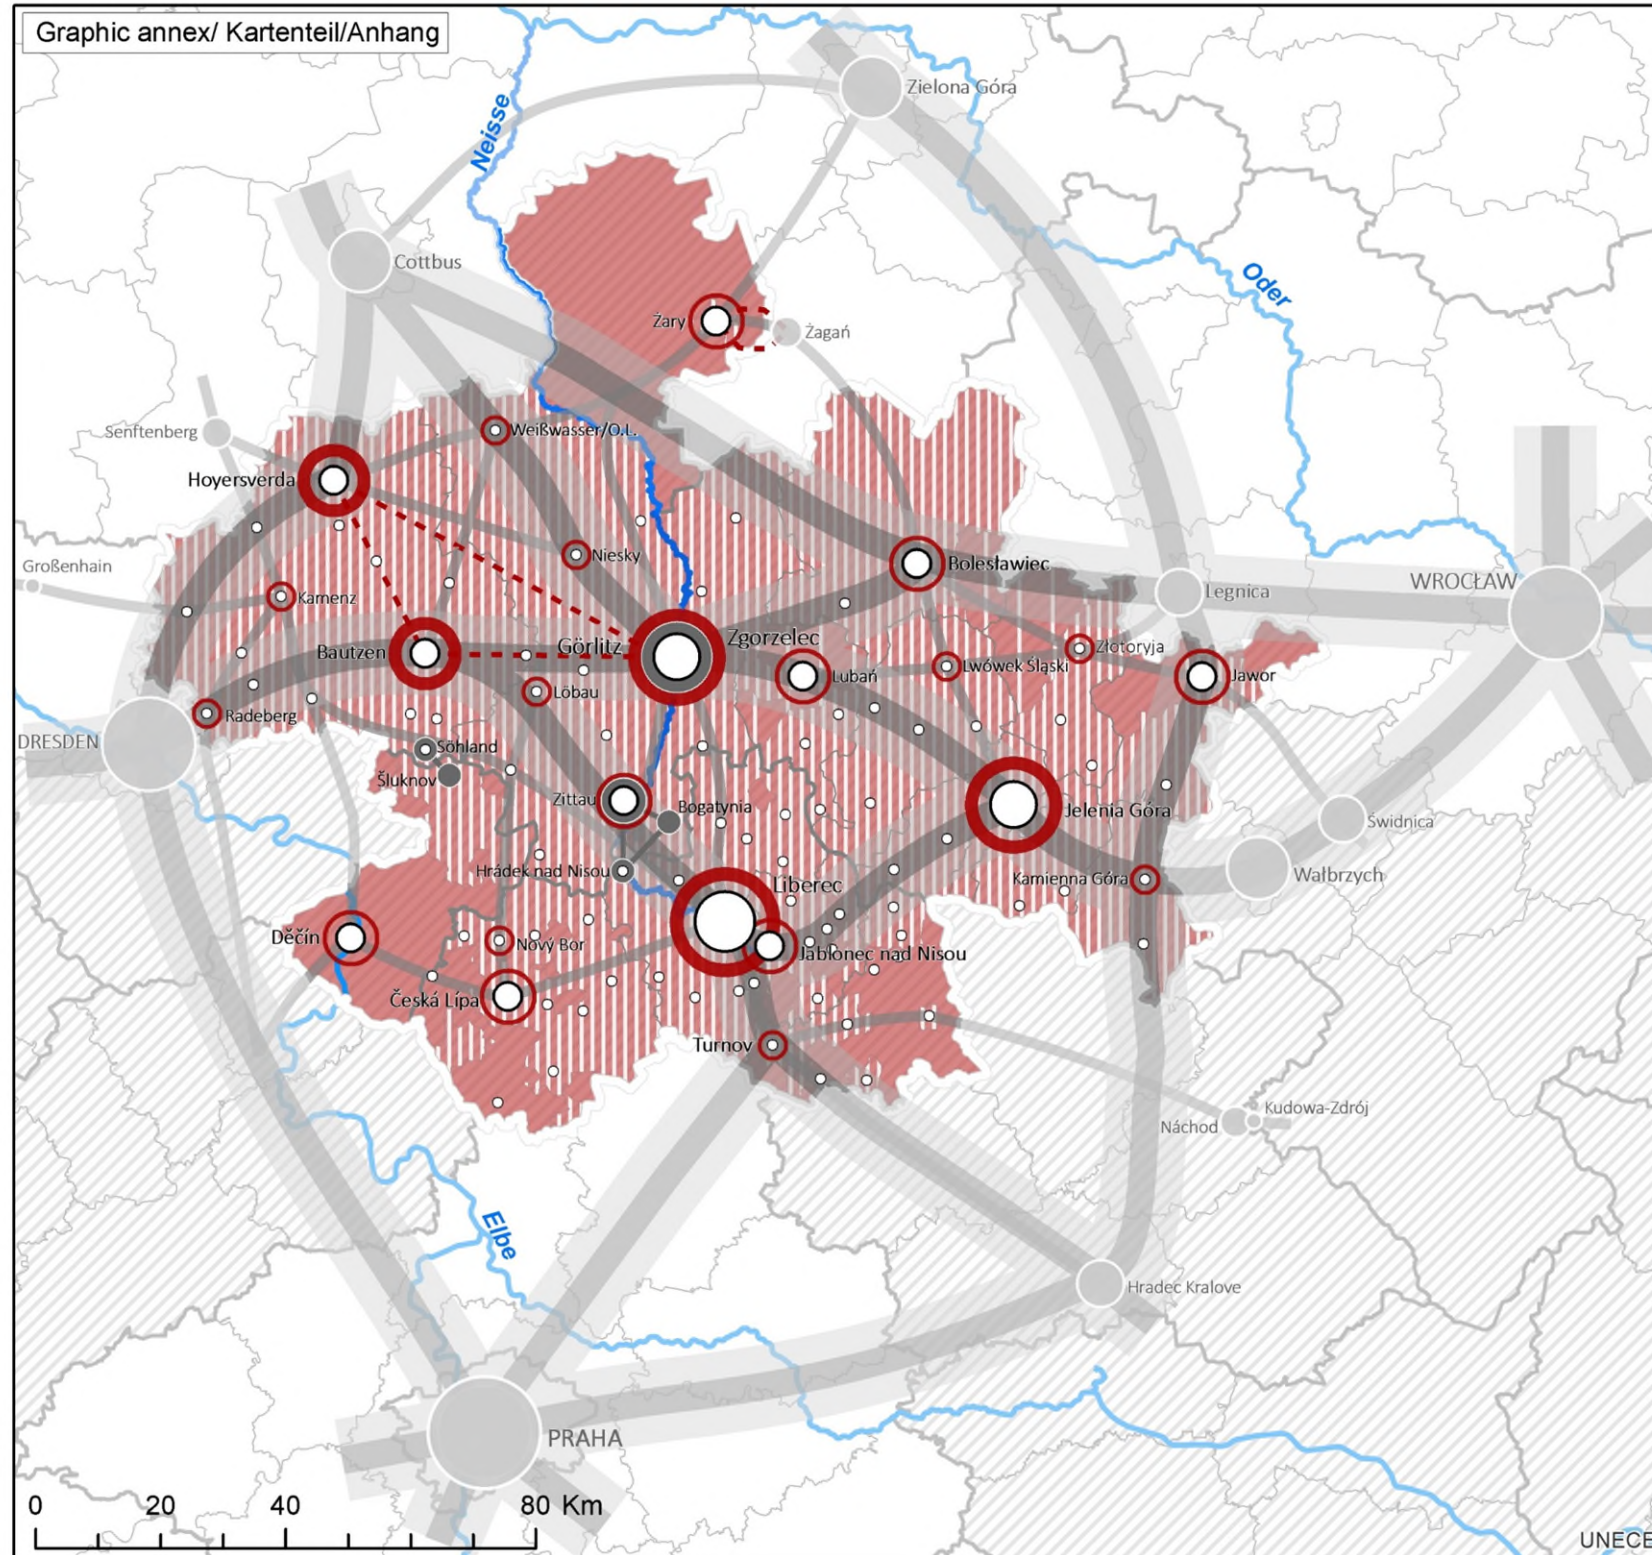 Graphic annex/ Kartenteil/Anhang
Zielona Góra
Neisse
Cottbus
Oder
Żary
Żagań
Senftenberg
Weißwasser/O.L.
Hoyersverda
Großenhain
Niesky
Bolesławiec
WROCŁAW
Kamenz
Legnica
Bautzen
Görlitz
Zgorzelec
Złotoryja
Lwówek Śląski
Lubań
Jawor
Löbau
Radeberg
DRESDEN
Söhland
Šluknov
Zittau
Bogatynia
Jelenia Góra
Świdnica
Hrádek nad Nisou
Liberec
Kamienna Góra
Wałbrzych
Děčín
Nový Bor
Jablonec nad Nisou
Česká Lípa
Turnov
Kudowa-Zdrój
Náchod
Elbe
Hradec Kralove
PRAHA
0 20 40 80 Km
UNECE